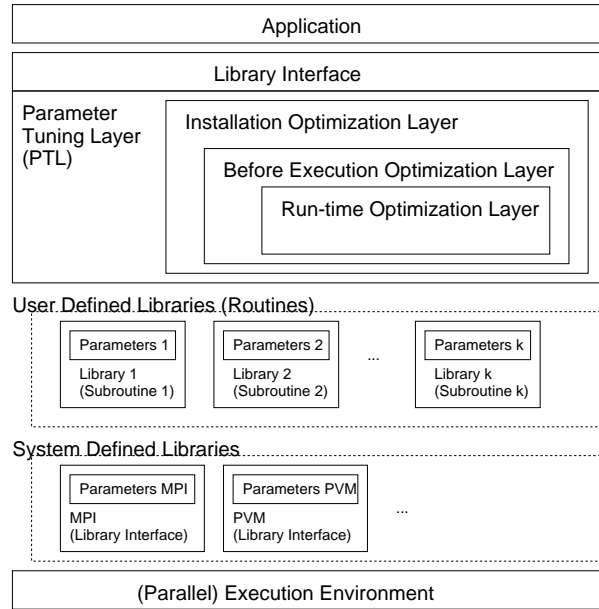 Application
Library Interface
Parameter
Tuning Layer
(PTL)
Installation Optimization Layer
Before Execution Optimization Layer
Run-time Optimization Layer
User Defined Libraries (Routines)
Parameters 1
Library 1
(Subroutine 1)
Parameters 2
Library 2
(Subroutine 2)
...
Parameters k
Library k
(Subroutine k)
System Defined Libraries
Parameters MPI
MPI
(Library Interface)
Parameters PVM
PVM
(Library Interface)
...
(Parallel) Execution Environment